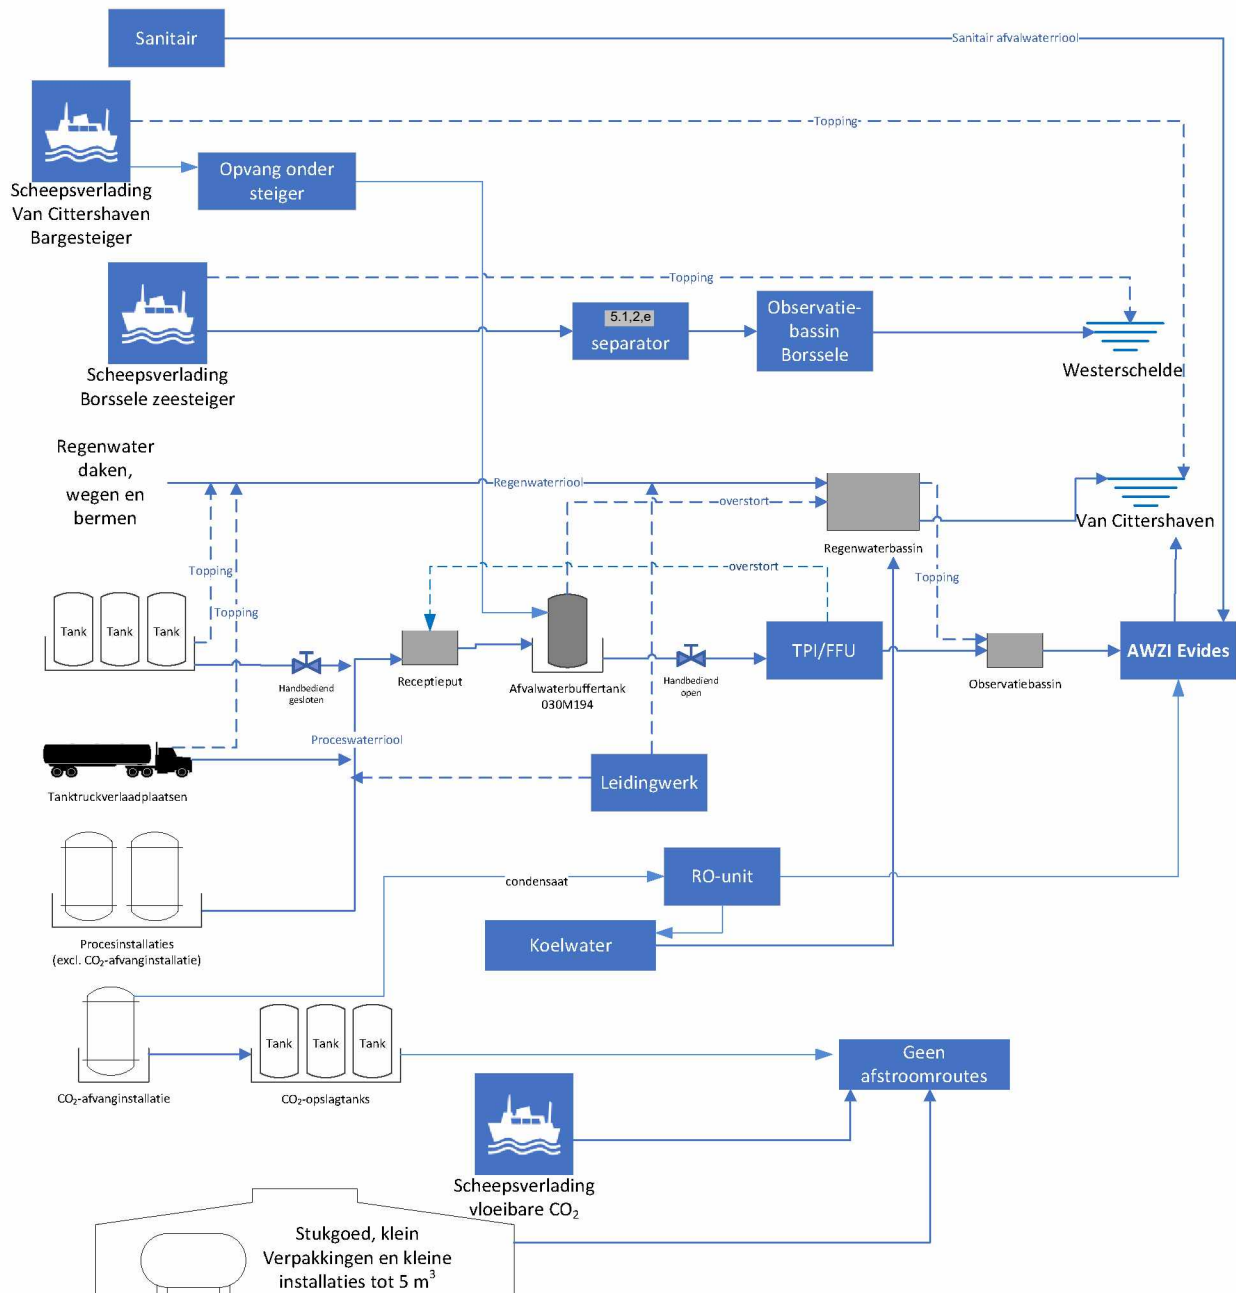 Sanitair
Sanitair afvalwaterriool
Topping
Opvang onder
steiger
Scheepsverlading
Van Cittershaven
Bargesteiger
Topping
5.1,2,e
separator
Observatie-
bassin
Borssele
Westerschelde
Scheepsverlading
Borssele zeesteiger
Regenwater
daken,
wegen en
bermen
Regenwaterriool
overstort
Regenwaterbassin
Van Cittershaven
Topping
Topping
overstort
Topping
Tank
Tank
Tank
Handbediend
gesloten
Receptieput
Afvalwaterbuffertank
030M194
Handbediend
open
TPI/FFU
Observatiebassin
AWZI Evides
Proceswaterriool
Tanktruckverlaadplaatsen
Leidingwerk
condensaat
RO-unit
Koelwater
Procesinstallaties
(excl. CO₂-afvanginstallatie)
Tank
Tank
Tank
CO₂-afvanginstallatie
CO₂-opslagtanks
Geen
afstroomroutes
Scheepsverlading
vloeibare CO₂
Stukgoed, klein
Verpakkingen en kleine
installaties tot 5 m³